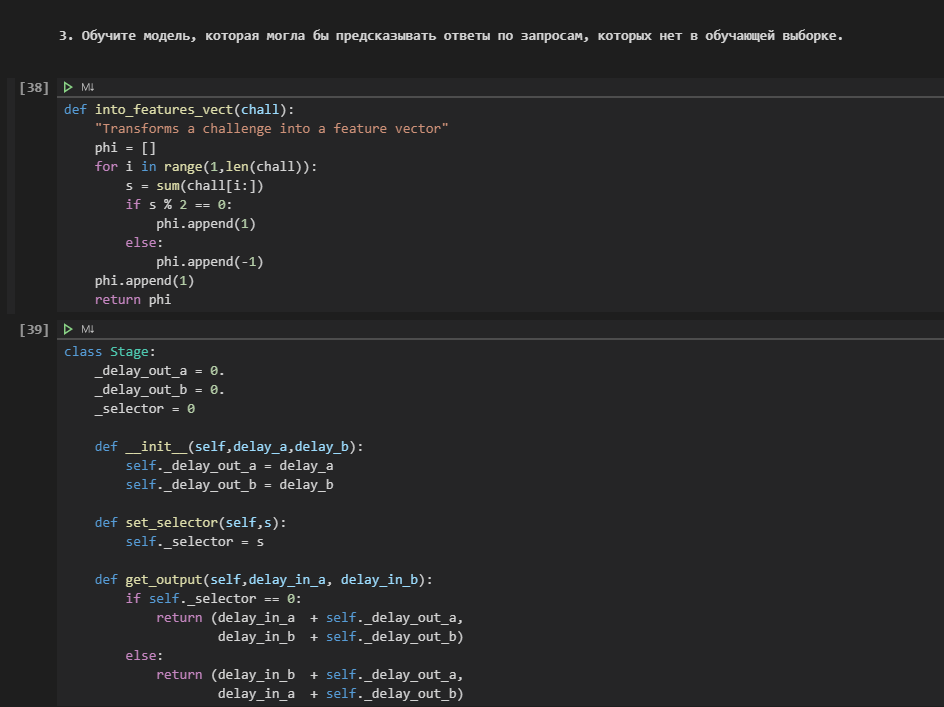 3. Обучите модель, которая могла бы предсказывать ответы по запросам, которых нет в обучающей выборке.
[38]
M↓
def into_features_vect(chall):
    "Transforms a challenge into a feature vector"
    phi = []
    for i in range(1,len(chall)):
        s = sum(chall[i:])
        if s % 2 == 0:
            phi.append(1)
        else:
            phi.append(-1)
    phi.append(1)
    return phi
[39]
M↓
class Stage:
    _delay_out_a = 0.
    _delay_out_b = 0.
    _selector = 0
    def __init__(self,delay_a,delay_b):
        self._delay_out_a = delay_a
        self._delay_out_b = delay_b
    def set_selector(self,s):
        self._selector = s
    def get_output(self,delay_in_a, delay_in_b):
        if self._selector == 0:
            return (delay_in_a  + self._delay_out_a,
                    delay_in_b  + self._delay_out_b)
        else:
            return (delay_in_b  + self._delay_out_a,
                    delay_in_a  + self._delay_out_b)